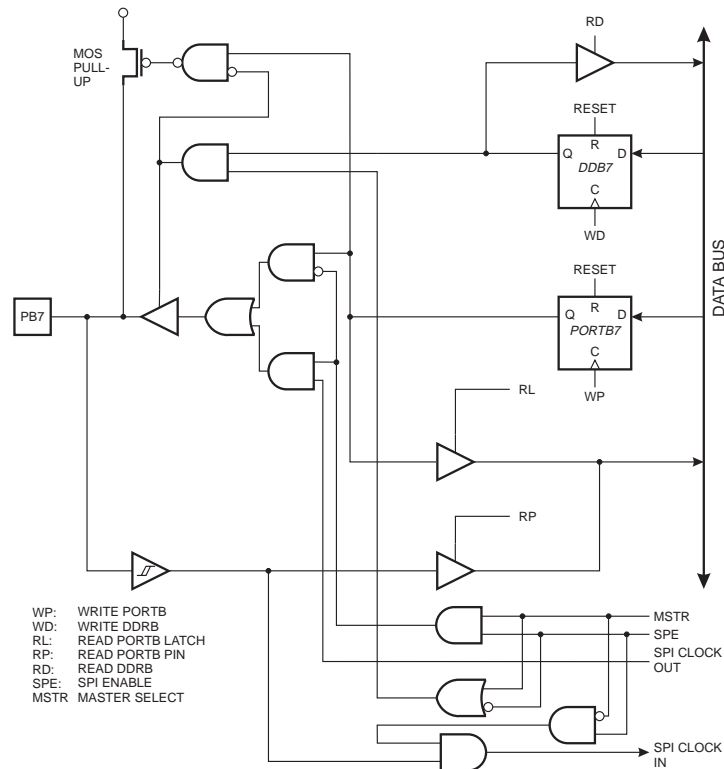 RD
MOS
PULL-
UP
RESET
R
Q
D
DDB7
C
WD
RESET
R
Q
D
PORTB7
C
WP
PB7
DATA BUS
RL
RP
WP: WRITE PORTB
WD: WRITE DDRB
RL: READ PORTB LATCH
RP: READ PORTB PIN
RD: READ DDRB
SPE: SPI ENABLE
MSTR MASTER SELECT
MSTR
SPE
SPI CLOCK
OUT
SPI CLOCK
IN